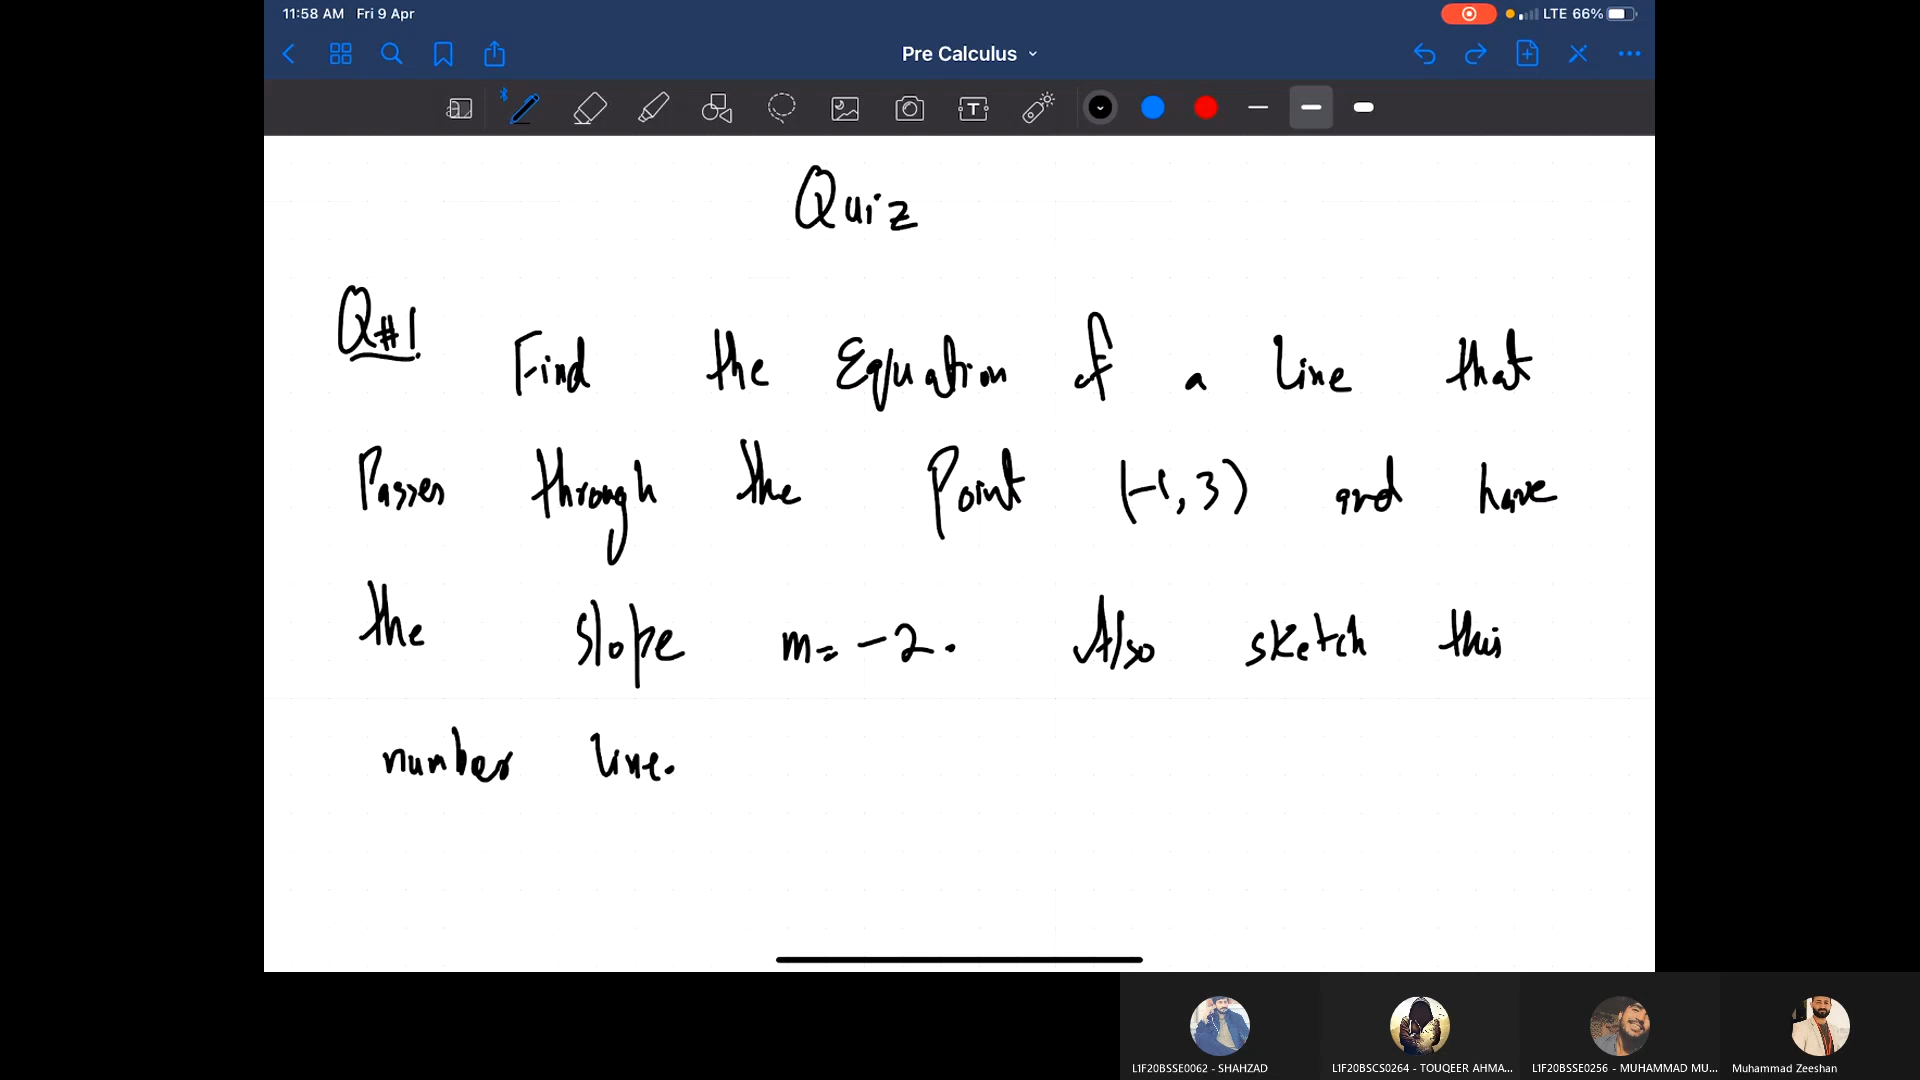 11:58 AM Fri 9 Apr
LTE 66%
Pre Calculus
T
Quiz
Q#1 Find the Equation of a line that
Passes through the Point (-1, 3) and have
the slope m = -2. Also sketch this
number line.
L1F20BSSE0062 - SHAHZAD
L1F20BSCS0264 - TOUQEER AHMA...
L1F20BSSE0256 - MUHAMMAD MU...
Muhammad Zeeshan